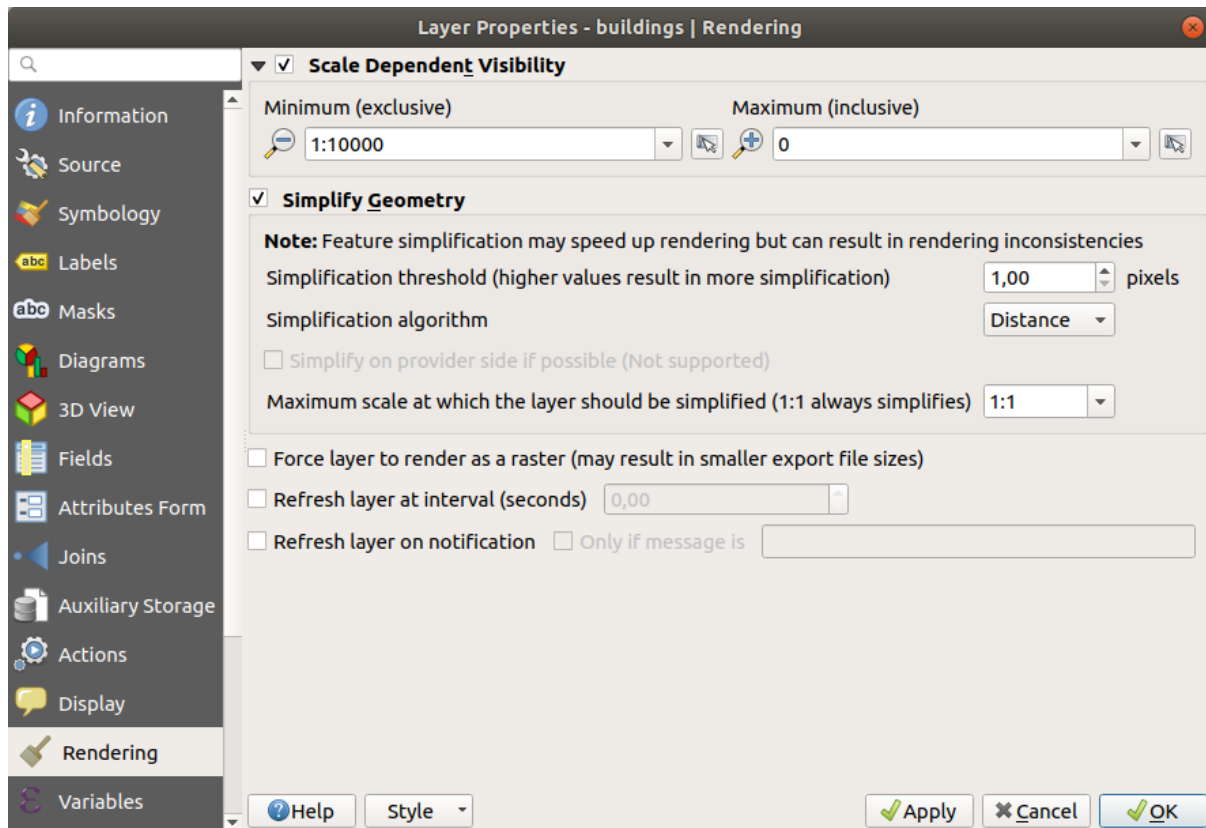 Layer Properties - buildings | Rendering
Information
Source
Symbology
abc Labels
abc Masks
Diagrams
3D View
Fields
Attributes Form
Joins
Auxiliary Storage
Actions
Display
Rendering
Variables
Scale Dependent Visibility
Minimum (exclusive)
Maximum (inclusive)
1:10000
0
Simplify Geometry
Note: Feature simplification may speed up rendering but can result in rendering inconsistencies
Simplification threshold (higher values result in more simplification) 1,00 pixels
Simplification algorithm Distance
Simplify on provider side if possible (Not supported)
Maximum scale at which the layer should be simplified (1:1 always simplifies) 1:1
Force layer to render as a raster (may result in smaller export file sizes)
Refresh layer at interval (seconds) 0,00
Refresh layer on notification Only if message is
Help Style Apply Cancel OK